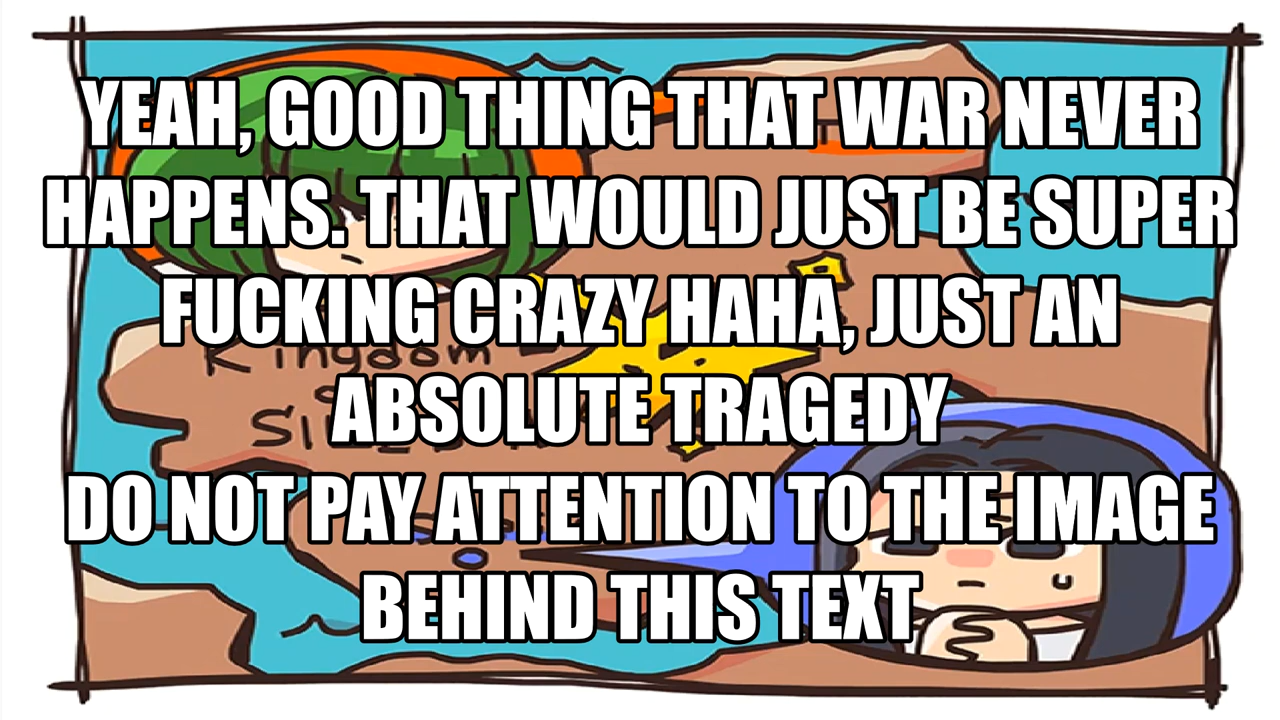 YEAH, GOOD THING THAT WAR NEVER
HAPPENS. THAT WOULD JUST BE SUPER
FUCKING CRAZY HAHA, JUST AN
ABSOLUTE TRAGEDY
DO NOT PAY ATTENTION TO THE IMAGE
BEHIND THIS TEXT
Kingdom